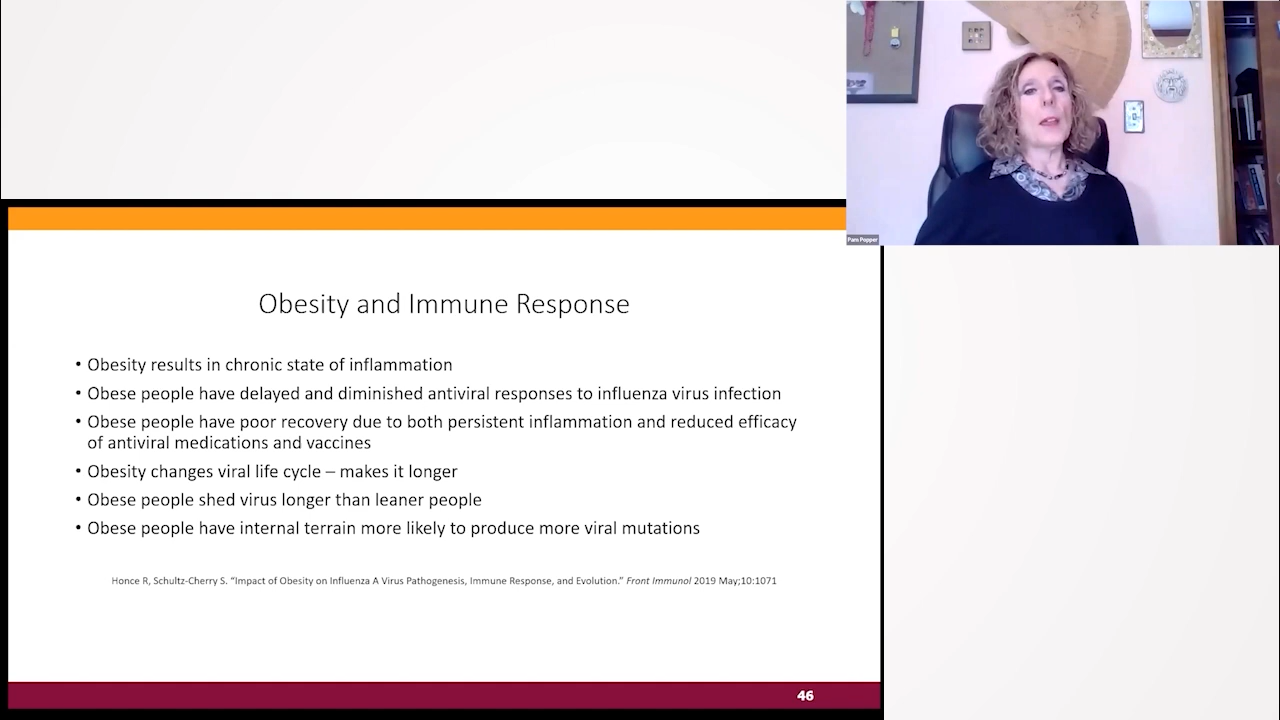 Pam Popper
Obesity and Immune Response
• Obesity results in chronic state of inflammation
• Obese people have delayed and diminished antiviral responses to influenza virus infection
• Obese people have poor recovery due to both persistent inflammation and reduced efficacy
of antiviral medications and vaccines
• Obesity changes viral life cycle – makes it longer
• Obese people shed virus longer than leaner people
• Obese people have internal terrain more likely to produce more viral mutations
Honce R, Schultz-Cherry S. “Impact of Obesity on Influenza A Virus Pathogenesis, Immune Response, and Evolution.” Front Immunol 2019 May;10:1071
46